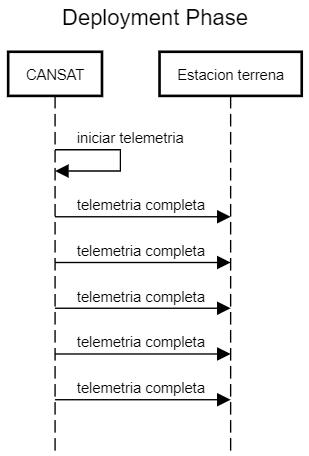 Deployment Phase
CANSAT
Estacion terrena
iniciar telemetria
telemetria completa
telemetria completa
telemetria completa
telemetria completa
telemetria completa